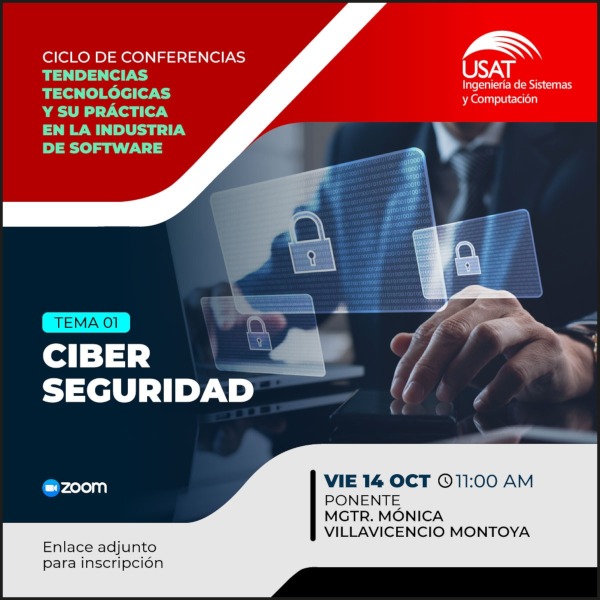 CICLO DE CONFERENCIAS
TENDENCIAS
TECNOLÓGICAS
Y SU PRÁCTICA
EN LA INDUSTRIA
DE SOFTWARE
USAT
Ingeniería de Sistemas
y Computación
TEMA 01
CIBER
SEGURIDAD
zoom
Enlace adjunto
para inscripción
VIE 14 OCT 11:00 AM
PONENTE
MGTR. MÓNICA
VILLAVICENCIO MONTOYA